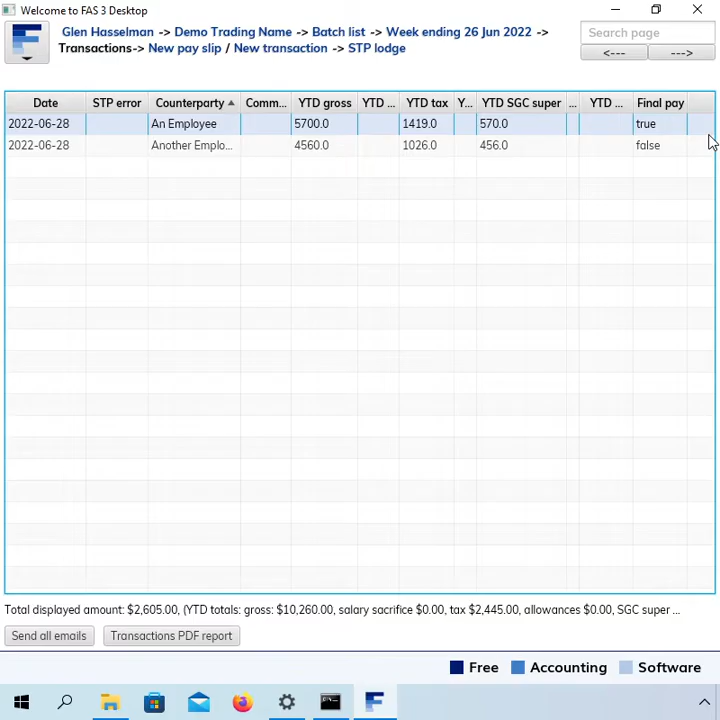 Welcome to FAS 3 Desktop
Glen Hasselman -> Demo Trading Name -> Batch list -> Week ending 26 Jun 2022 ->
Transactions-> New pay slip / New transaction -> STP lodge
Search page
<--- --->
Date STP error Counterparty Comm... YTD gross YTD ... YTD tax Y... YTD SGC super ... YTD ... Final pay
2022-06-28 An Employee 5700.0 1419.0 570.0 true
2022-06-28 Another Emplo... 4560.0 1026.0 456.0 false
Total displayed amount: $2,605.00, (YTD totals: gross: $10,260.00, salary sacrifice $0.00, tax $2,445.00, allowances $0.00, SGC super ...
Send all emails Transactions PDF report
Free Accounting Software